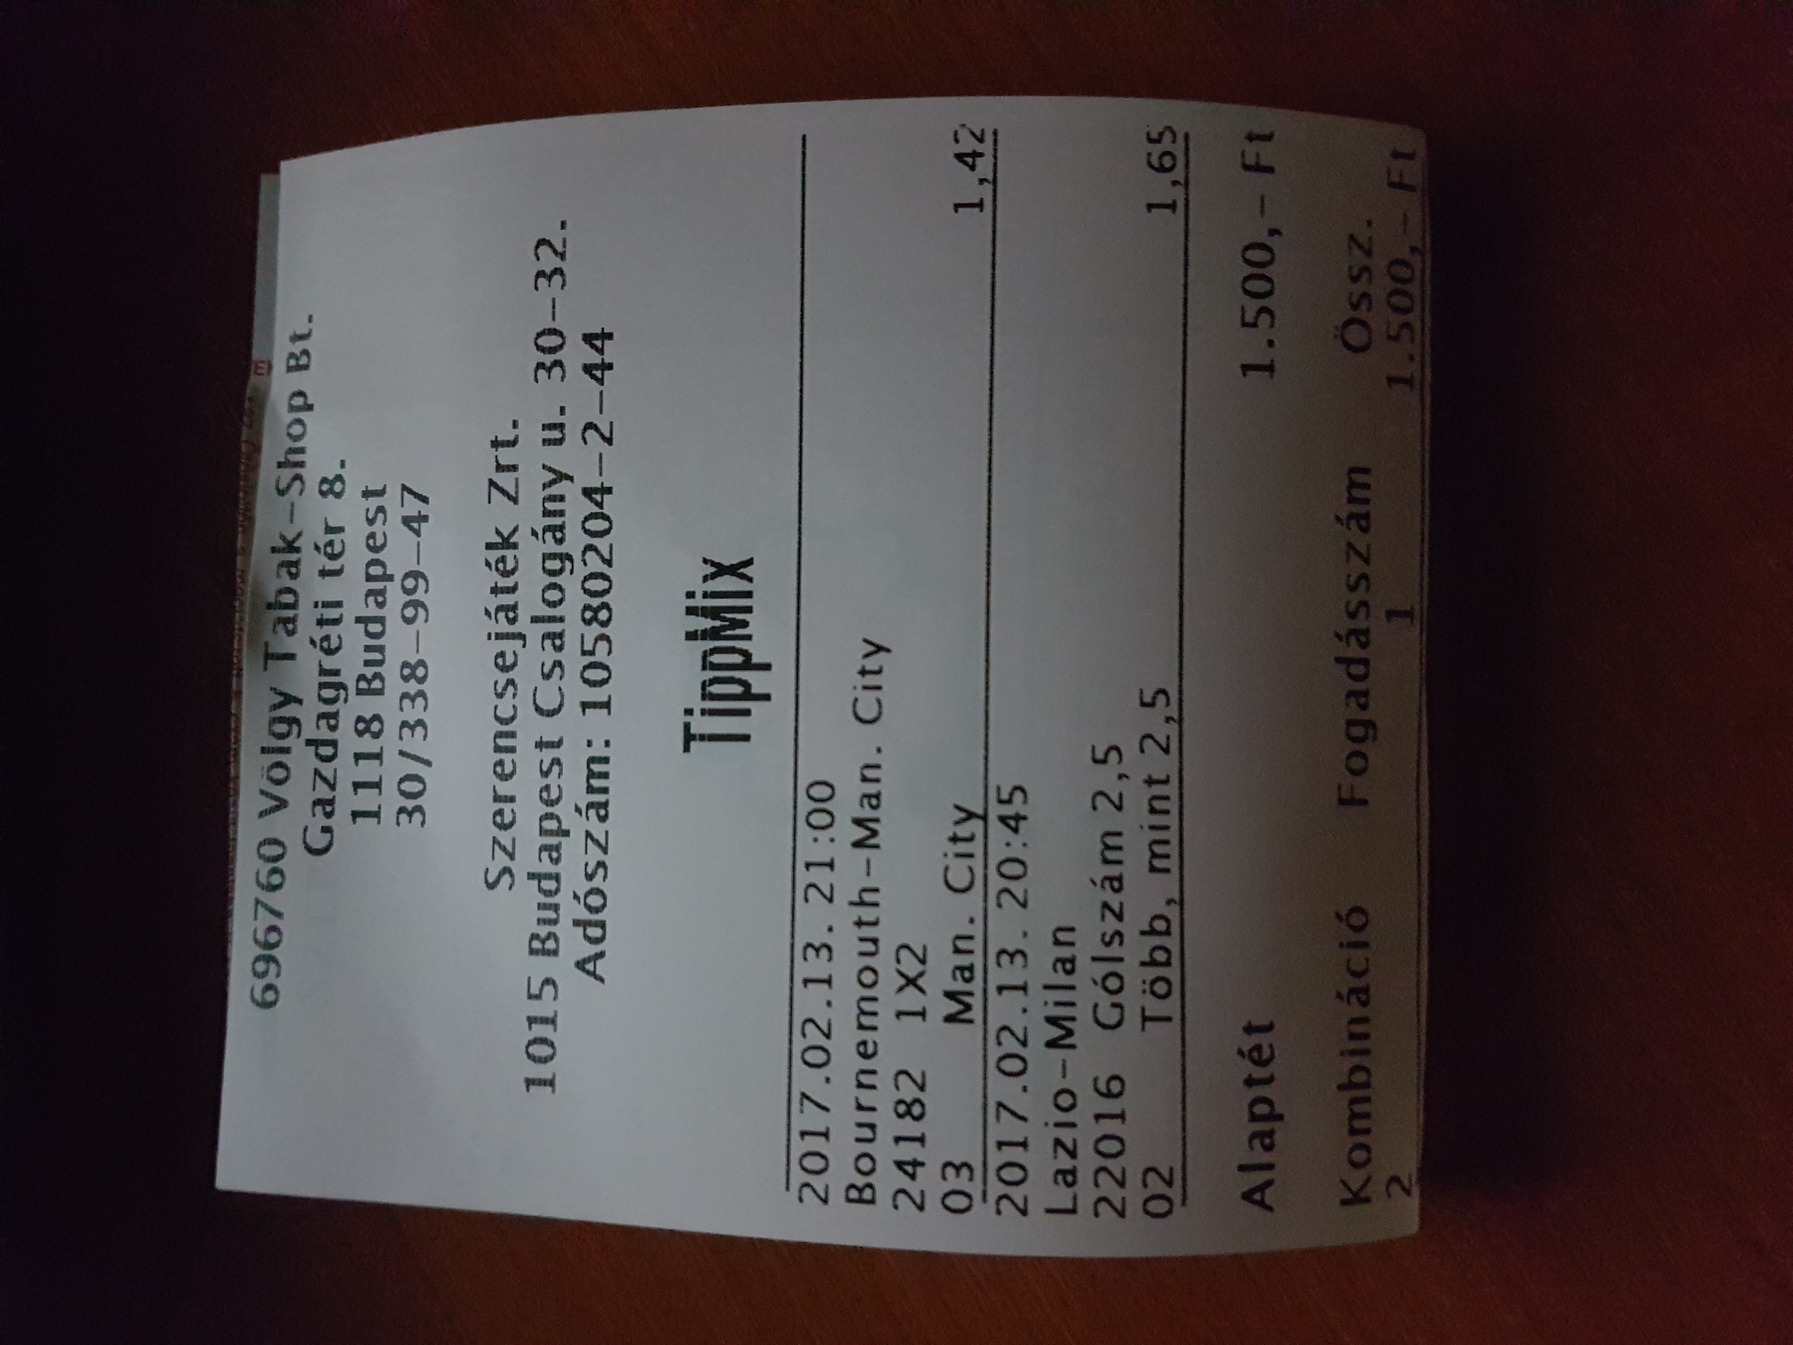 696760 Völgy Tabak-Shop Bt.
Gazdagréti tér 8.
1118 Budapest
30/338-99-47
Szerencsejáték Zrt.
1015 Budapest Csalogány u. 30-32.
Adószám: 10580204-2-44
TippMix
2017.02.13. 21:00
Bournemouth-Man. City
24182 1X2
03 Man. City 1,42
2017.02.13. 20:45
Lazio-Milan
22016 Gólszám 2,5
02 Több, mint 2,5 1,65
Alaptét 1.500,- Ft
Kombináció Fogadásszám Össz.
2 1 1.500,- Ft